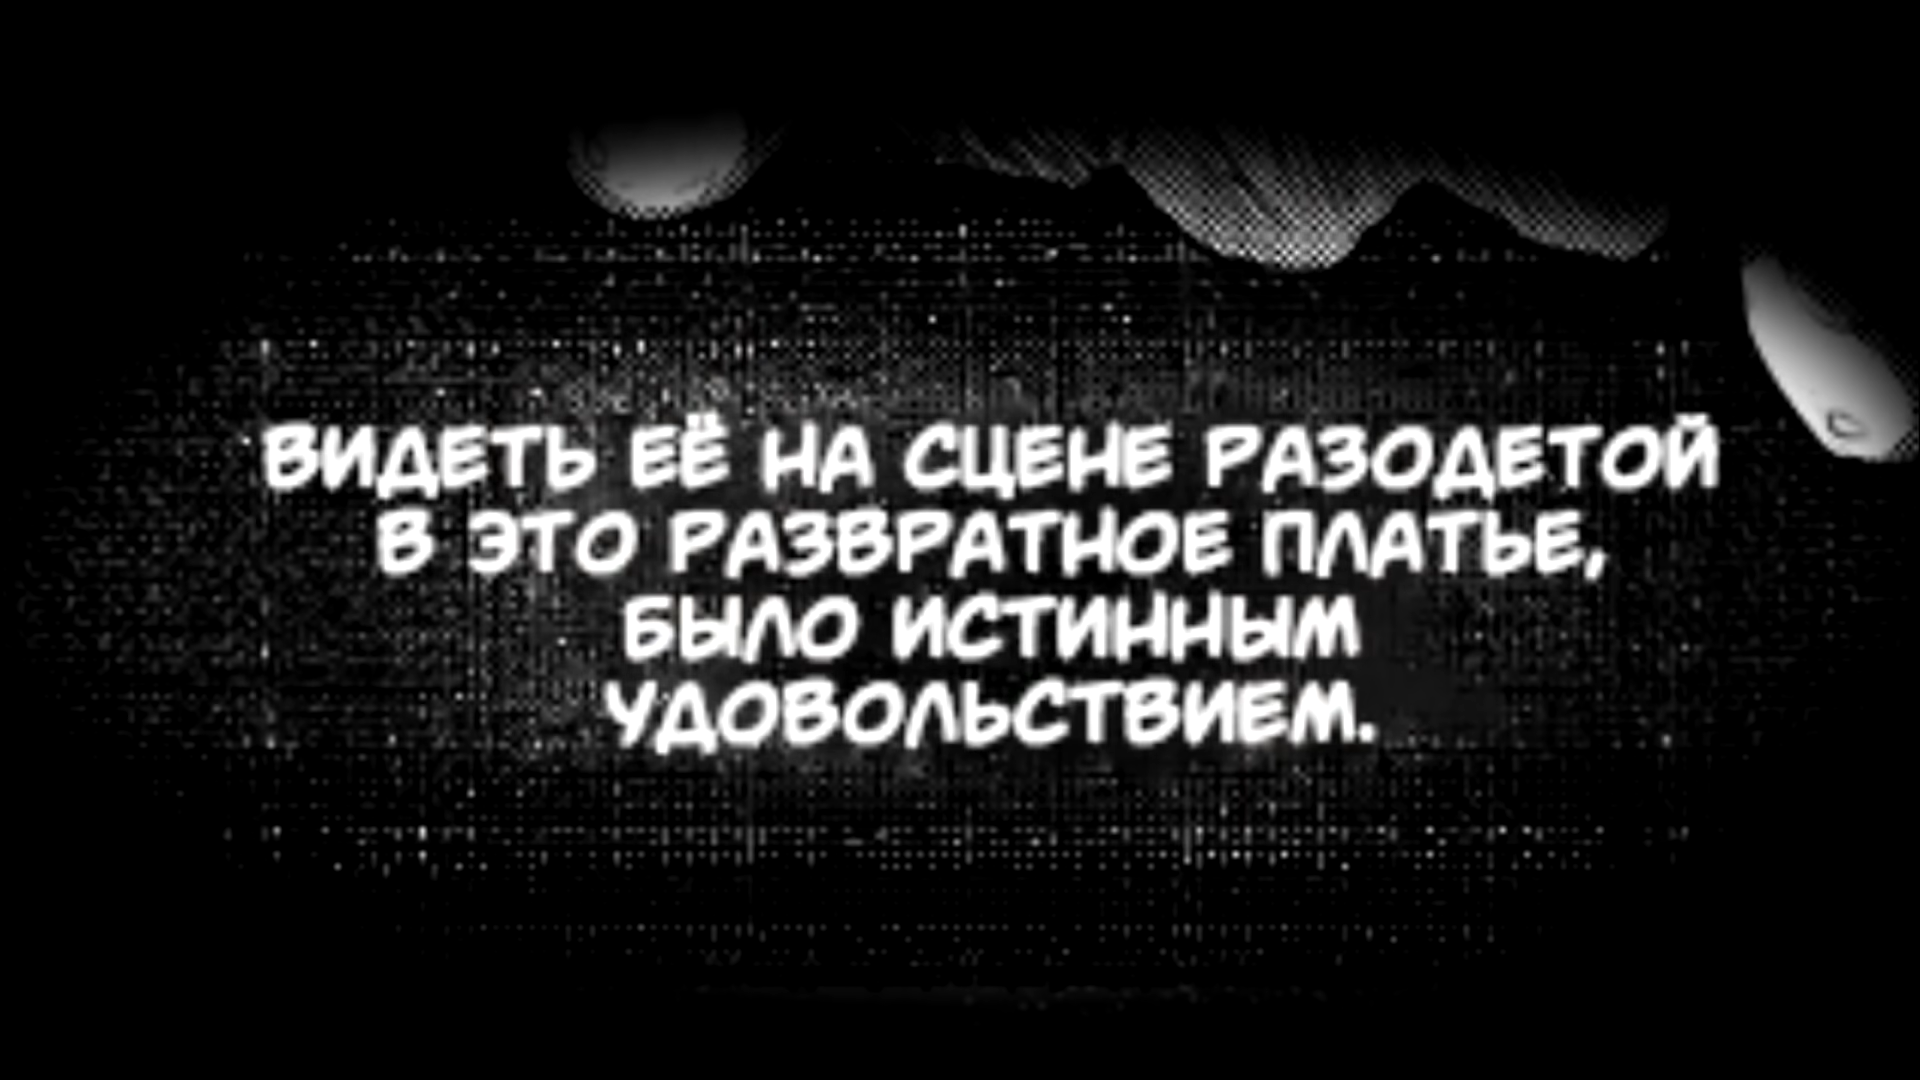 ВИДЕТЬ ЕЁ НА СЦЕНЕ РАЗОДЕТОЙ
В ЭТО РАЗВРАТНОЕ ПЛАТЬЕ,
БЫЛО ИСТИННЫМ
УДОВОЛЬСТВИЕМ.